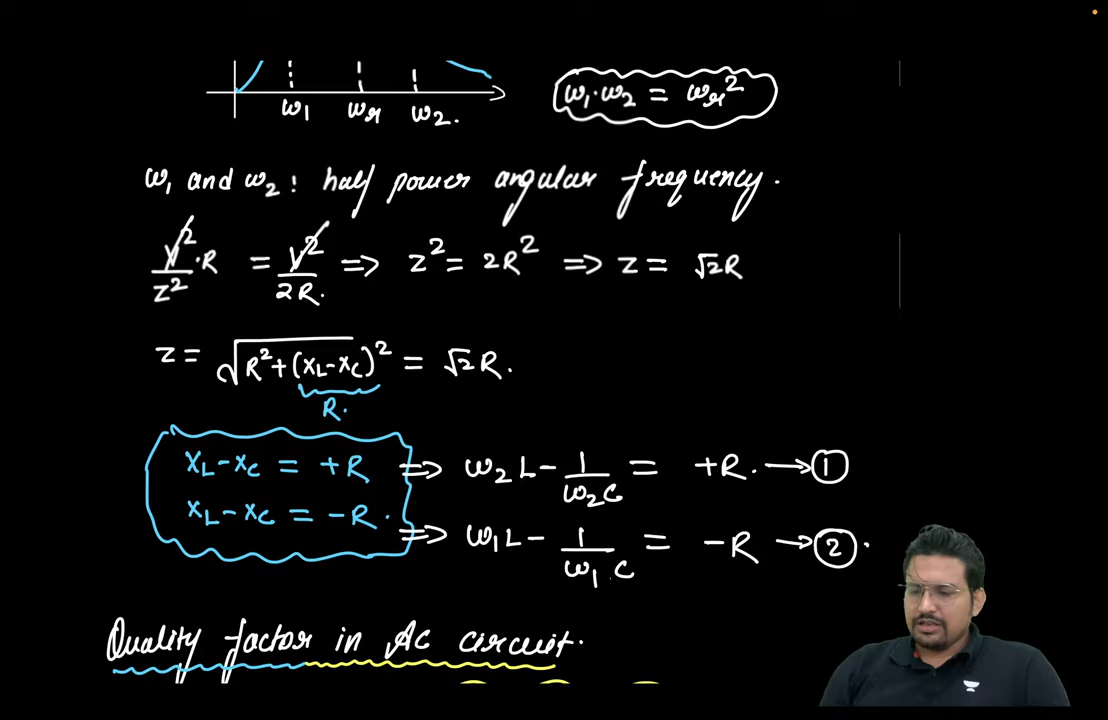 ω1 ωr ω2.
ω1·ω2 = ωr²
ω1 and ω2 : half power angular frequency.
V²/Z² · R = V²/2R. ⇒ Z² = 2R² ⇒ Z = √2R
Z = √R²+(XL-XC)² = √2R.
R.
XL-XC = +R ⇒ ω2L - 1/ω2C = +R. → ①
XL-XC = -R. ⇒ ω1L - 1/ω1C = -R → ②.
Quality factor in Ac circuit.